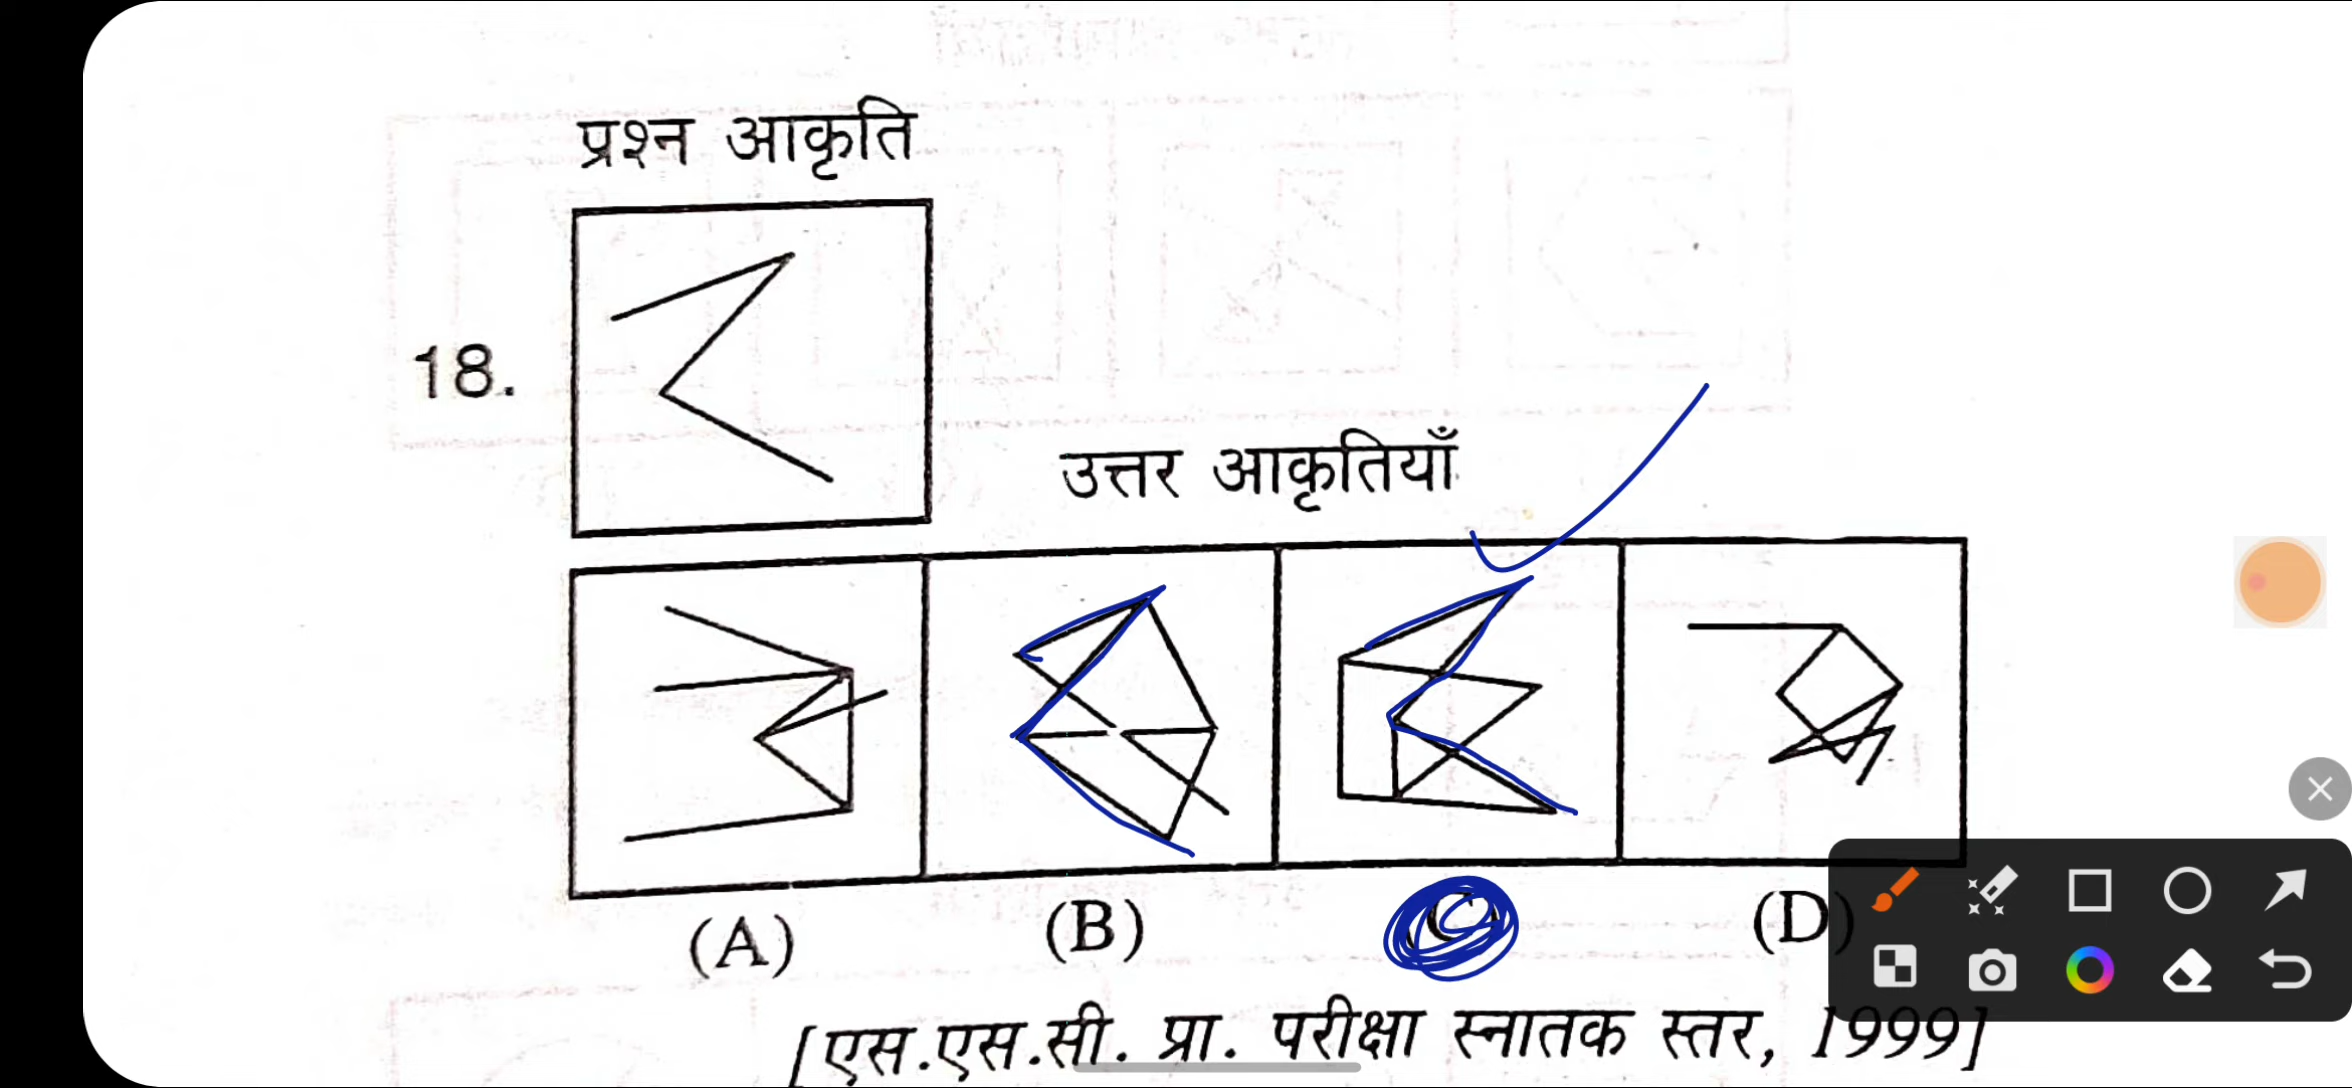 प्रश्न आकृति
18.
उत्तर आकृतियाँ
(A) (B) (C) (D)
[एस.एस.सी. प्रा. परीक्षा स्नातक स्तर, 1999]